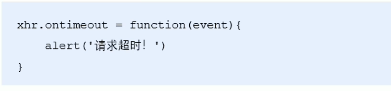 xhr.ontimeout = function(event){
    alert('请求超时！')
}